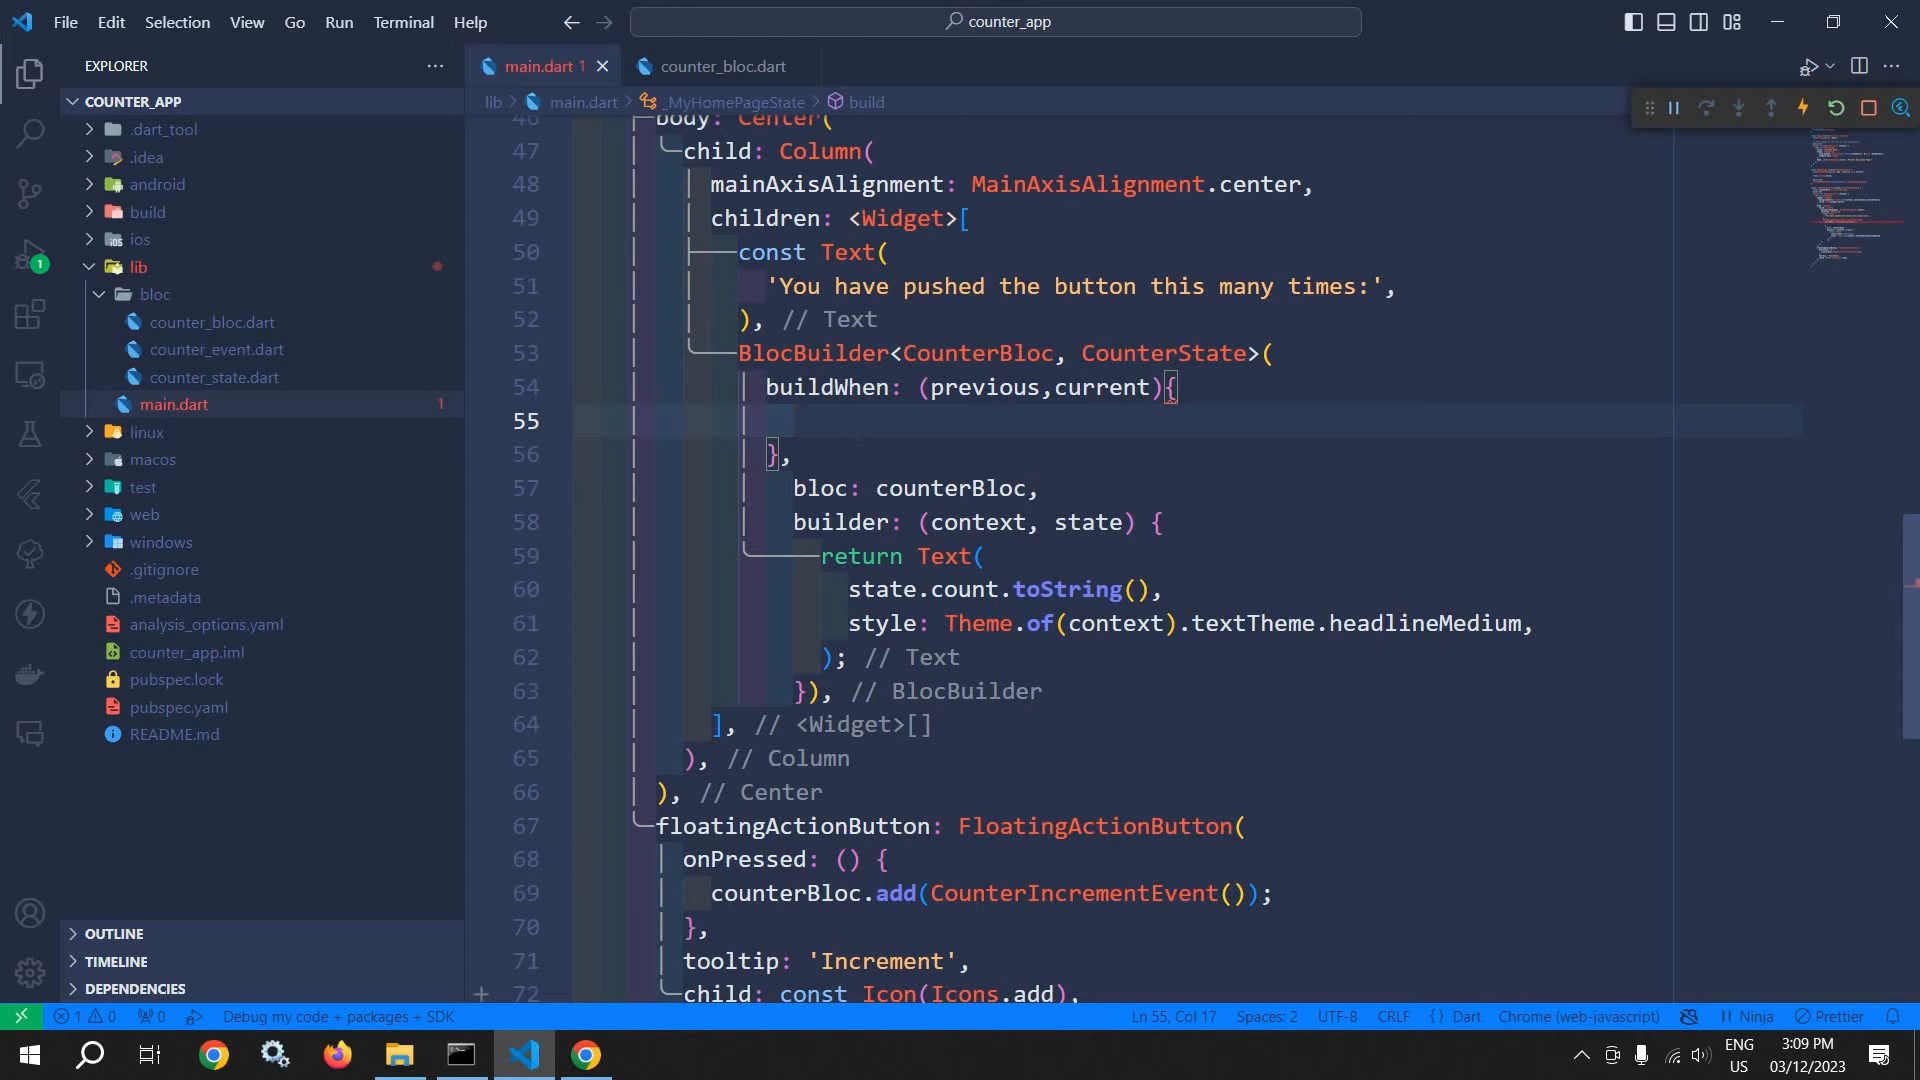 File Edit Selection View Go Run Terminal Help
counter_app
EXPLORER
COUNTER_APP
.dart_tool
.idea
android
build
ios
lib
bloc
counter_bloc.dart
counter_event.dart
counter_state.dart
main.dart 1
linux
macos
test
web
windows
.gitignore
.metadata
analysis_options.yaml
counter_app.iml
pubspec.lock
pubspec.yaml
README.md
OUTLINE
TIMELINE
DEPENDENCIES
main.dart 1 counter_bloc.dart
lib > main.dart > _MyHomePageState > build
46 body: Center(
47 child: Column(
48 mainAxisAlignment: MainAxisAlignment.center,
49 children: <Widget>[
50 const Text(
51 'You have pushed the button this many times:',
52 ), // Text
53 BlocBuilder<CounterBloc, CounterState>(
54 buildWhen: (previous,current){
55
56 },
57 bloc: counterBloc,
58 builder: (context, state) {
59 return Text(
60 state.count.toString(),
61 style: Theme.of(context).textTheme.headlineMedium,
62 ); // Text
63 }), // BlocBuilder
64 ], // <Widget>[]
65 ), // Column
66 ), // Center
67 floatingActionButton: FloatingActionButton(
68 onPressed: () {
69 counterBloc.add(CounterIncrementEvent());
70 },
71 tooltip: 'Increment',
72 child: const Icon(Icons.add),
1 0 0 Debug my code + packages + SDK Ln 55, Col 17 Spaces: 2 UTF-8 CRLF {} Dart Chrome (web-javascript) Ninja Prettier
1
ENG
US
3:09 PM
03/12/2023